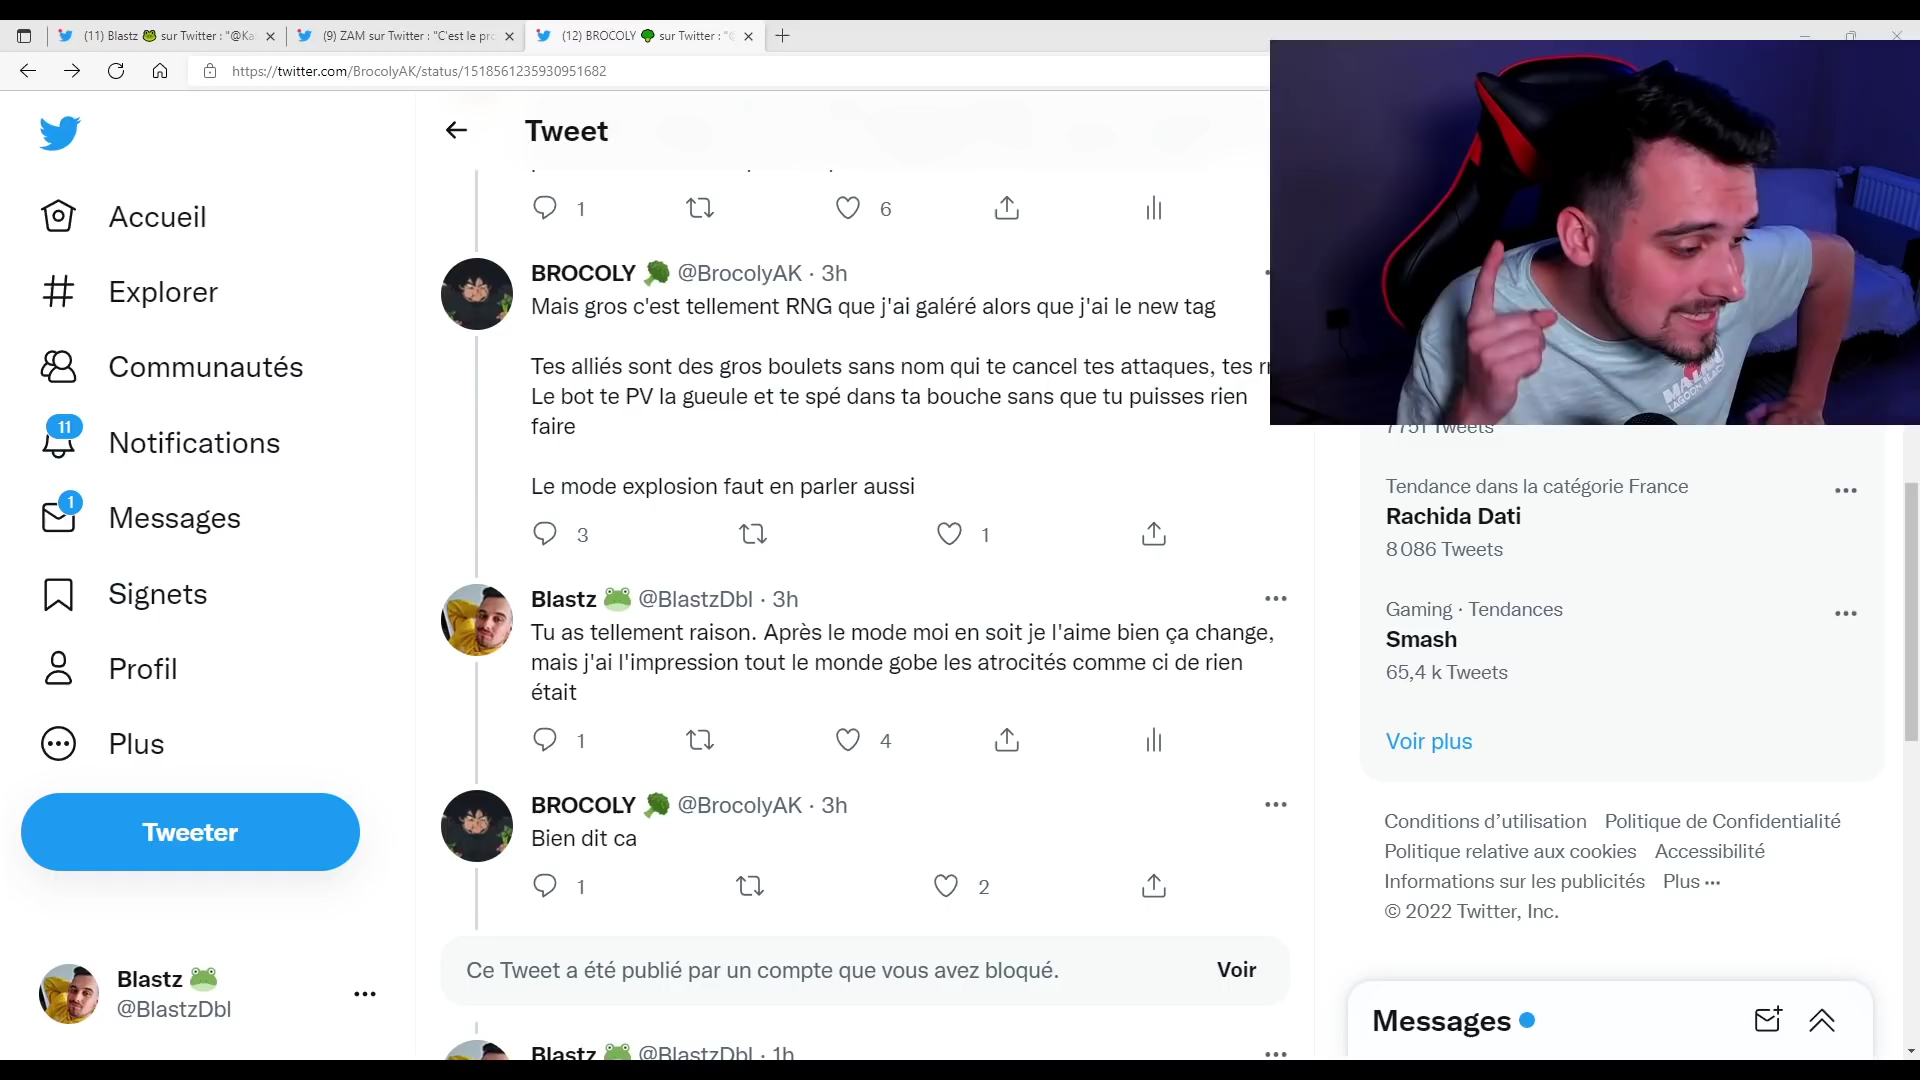 (11) Blastz 🐸 sur Twitter : "@Ka
(9) ZAM sur Twitter : "C'est le pro
(12) BROCOLY 🥦 sur Twitter : "@
https://twitter.com/BrocolyAK/status/1518561235930951682
Tweet
Accueil
Explorer
Communautés
11
Notifications
1
Messages
Signets
Profil
Plus
Tweeter
Blastz 🐸
@BlastzDbl
1
6
BROCOLY 🥦 @BrocolyAK · 3h
Mais gros c'est tellement RNG que j'ai galéré alors que j'ai le new tag
Tes alliés sont des gros boulets sans nom qui te cancel tes attaques, tes
Le bot te PV la gueule et te spé dans ta bouche sans que tu puisses rien
faire
Le mode explosion faut en parler aussi
3
1
Blastz 🐸 @BlastzDbl · 3h
Tu as tellement raison. Après le mode moi en soit je l'aime bien ça change,
mais j'ai l'impression tout le monde gobe les atrocités comme ci de rien
était
1
4
BROCOLY 🥦 @BrocolyAK · 3h
Bien dit ca
1
2
Ce Tweet a été publié par un compte que vous avez bloqué.
Voir
Blastz 🐸 @BlastzDbl · 1h
7751 Tweets
Tendance dans la catégorie France
Rachida Dati
8 086 Tweets
Gaming · Tendances
Smash
65,4 k Tweets
Voir plus
Conditions d'utilisation Politique de Confidentialité
Politique relative aux cookies Accessibilité
Informations sur les publicités Plus ···
© 2022 Twitter, Inc.
Messages